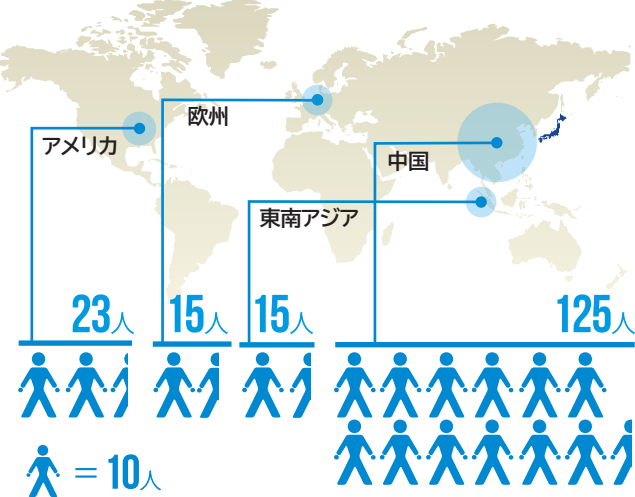 欧州
アメリカ
中国
東南アジア
23人
15人
15人
125人
= 10人